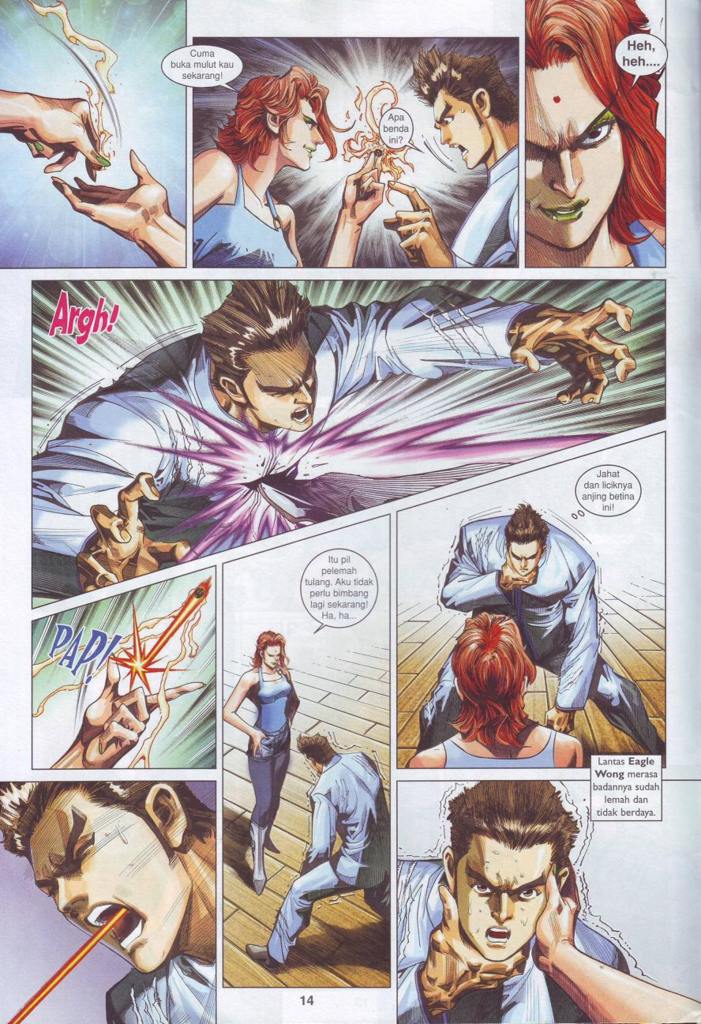 Cuma
buka mulut kau
sekarang!
Apa
benda
ini?
Heh,
heh....
Argh!
PAP!
Itu pil
pelemah
tulang. Aku tidak
perlu bimbang
lagi sekarang!
Ha, ha...
Jahat
dan liciknya
anjing betina
ini!
Lantas Eagle
Wong merasa
badannya sudah
lemah dan
tidak berdaya.
14